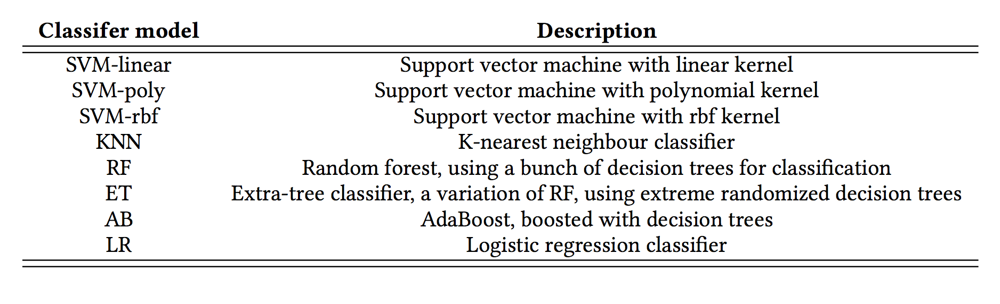 Classifer model Description
SVM-linear Support vector machine with linear kernel
SVM-poly Support vector machine with polynomial kernel
SVM-rbf Support vector machine with rbf kernel
KNN K-nearest neighbour classifier
RF Random forest, using a bunch of decision trees for classification
ET Extra-tree classifier, a variation of RF, using extreme randomized decision trees
AB AdaBoost, boosted with decision trees
LR Logistic regression classifier